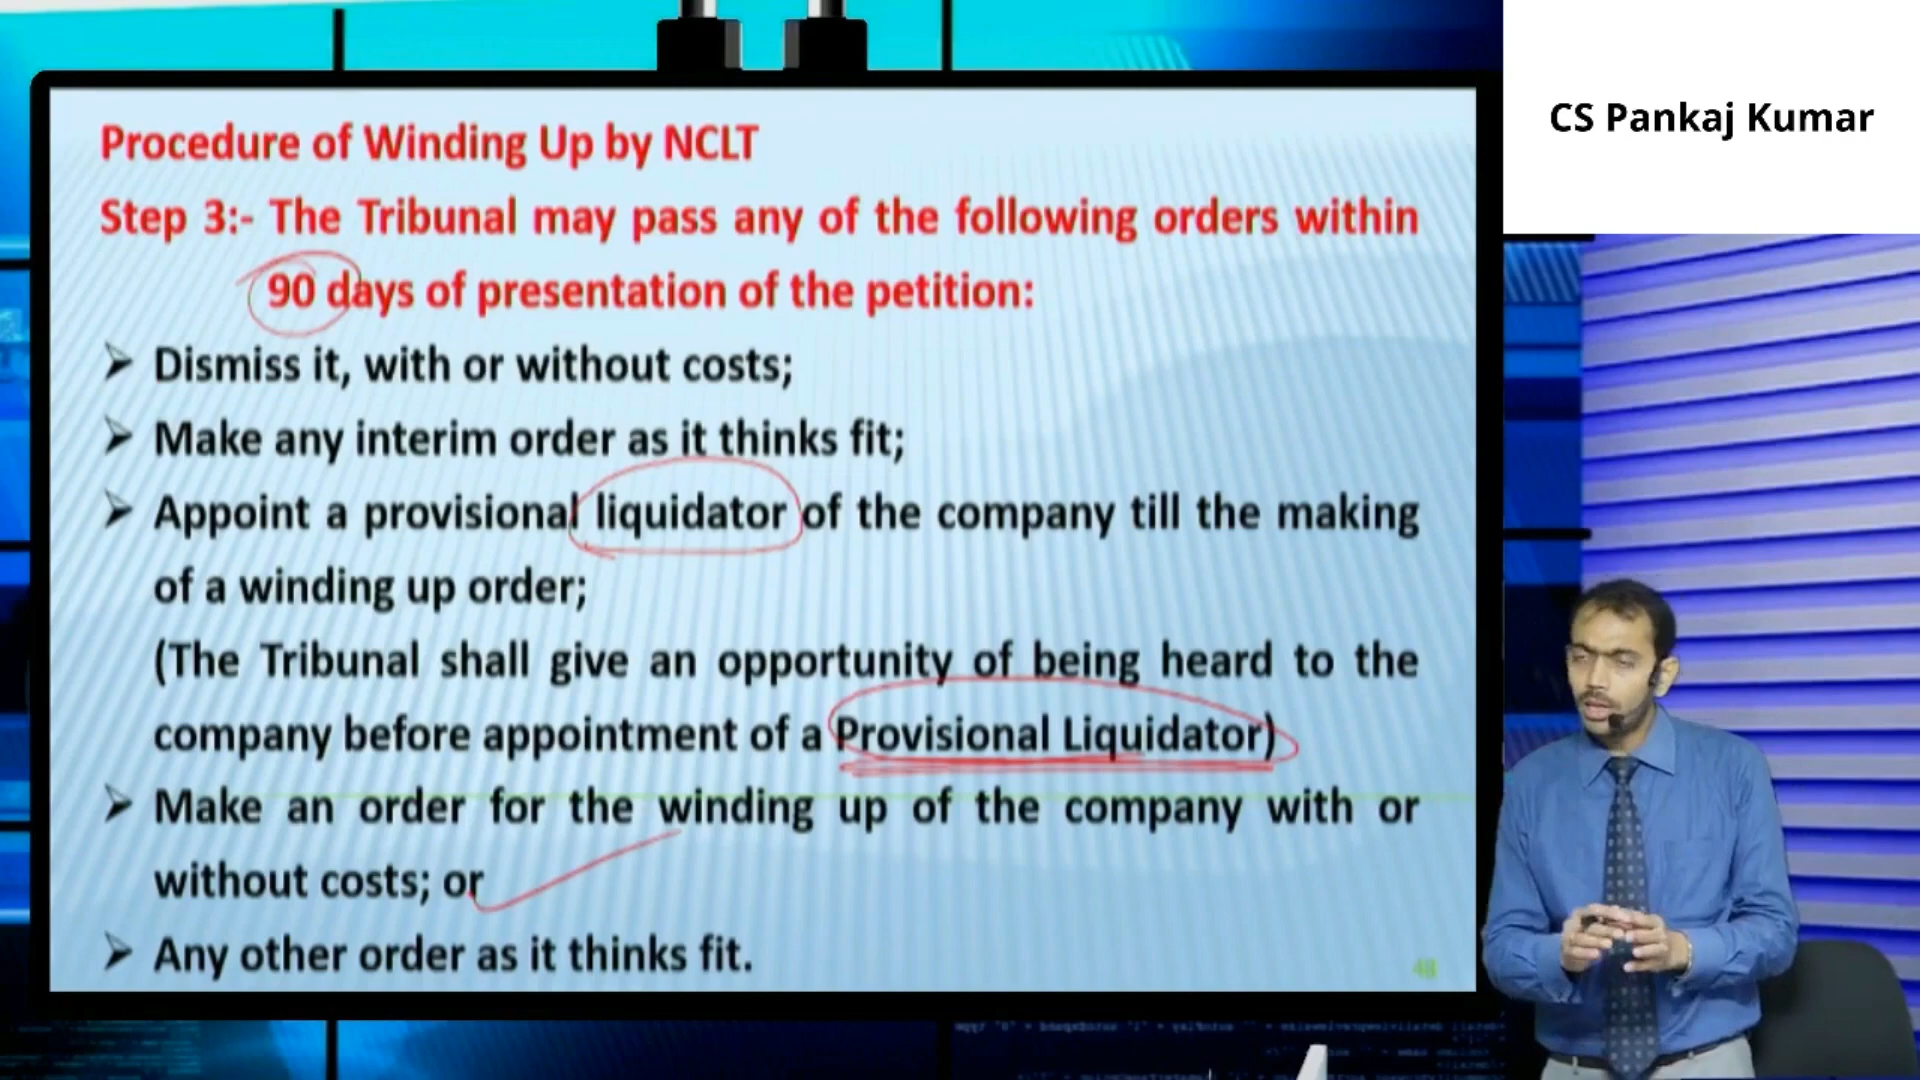 Procedure of Winding Up by NCLT
Step 3:- The Tribunal may pass any of the following orders within
90 days of presentation of the petition:
➢ Dismiss it, with or without costs;
➢ Make any interim order as it thinks fit;
➢ Appoint a provisional liquidator of the company till the making
of a winding up order;
(The Tribunal shall give an opportunity of being heard to the
company before appointment of a Provisional Liquidator)
➢ Make an order for the winding up of the company with or
without costs; or
➢ Any other order as it thinks fit.
48
CS Pankaj Kumar